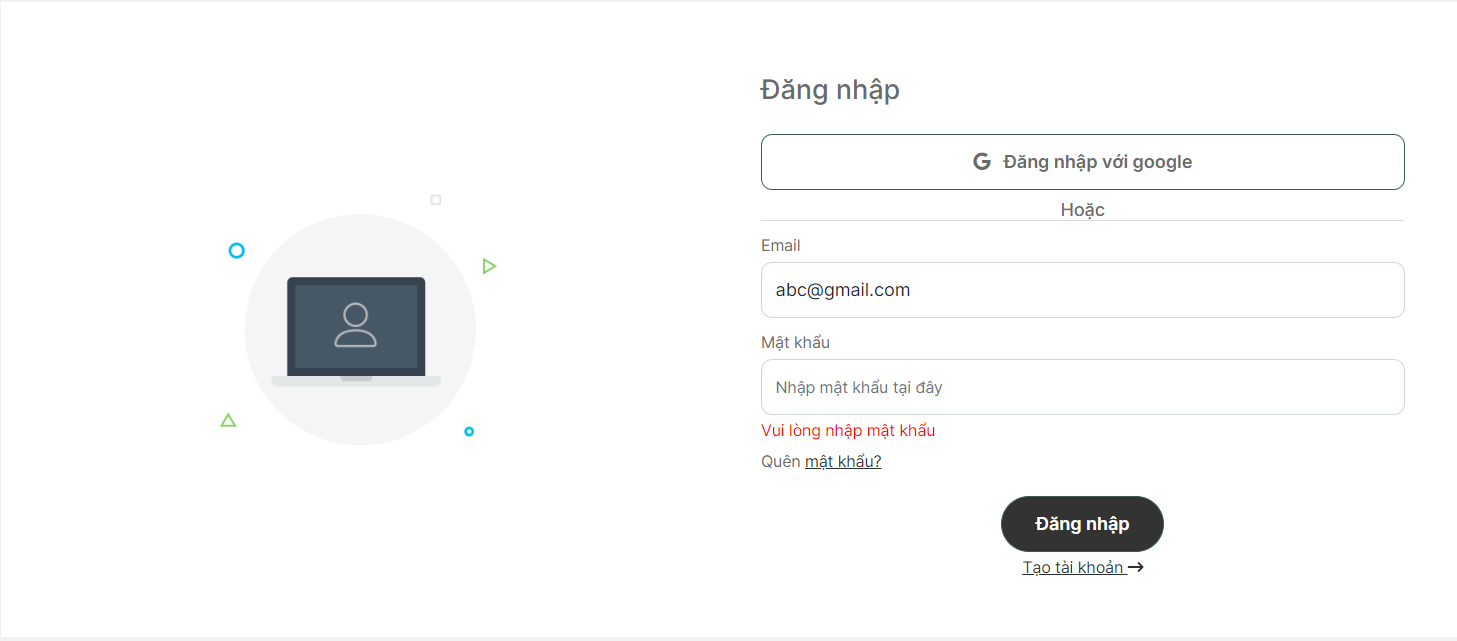 Đăng nhập
Đăng nhập với google
Hoặc
Email
abc@gmail.com
Mật khẩu
Nhập mật khẩu tại đây
Vui lòng nhập mật khẩu
Quên mật khẩu?
Đăng nhập
Tạo tài khoản →